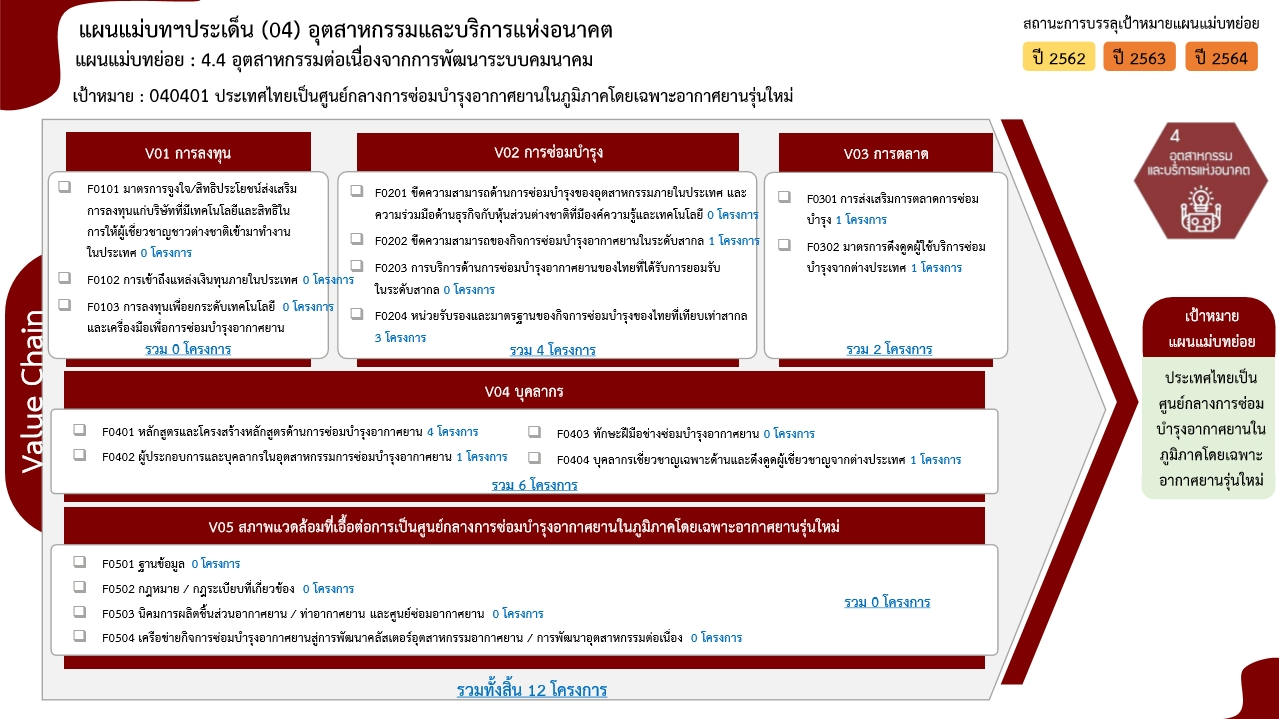 แผนแม่บทฯประเด็น (04) อุตสาหกรรมและบริการแห่งอนาคต
แผนแม่บทย่อย : 4.4 อุตสาหกรรมต่อเนื่องจากการพัฒนาระบบคมนาคม
เป้าหมาย : 040401 ประเทศไทยเป็นศูนย์กลางการซ่อมบำรุงอากาศยานในภูมิภาคโดยเฉพาะอากาศยานรุ่นใหม่
สถานะการบรรลุเป้าหมายแผนแม่บทย่อย
ปี 2562 ปี 2563 ปี 2564
Value Chain
V01 การลงทุน
F0101 มาตรการจูงใจ/สิทธิประโยชน์ส่งเสริม
การลงทุนแก่บริษัทที่มีเทคโนโลยีและสิทธิใน
การให้ผู้เชี่ยวชาญชาวต่างชาติเข้ามาทำงาน
ในประเทศ 0 โครงการ
F0102 การเข้าถึงแหล่งเงินทุนภายในประเทศ 0 โครงการ
F0103 การลงทุนเพื่อยกระดับเทคโนโลยี 0 โครงการ
และเครื่องมือเพื่อการซ่อมบำรุงอากาศยาน
รวม 0 โครงการ
V02 การซ่อมบำรุง
F0201 ขีดความสามารถด้านการซ่อมบำรุงของอุตสาหกรรมภายในประเทศ และ
ความร่วมมือด้านธุรกิจกับหุ้นส่วนต่างชาติที่มีองค์ความรู้และเทคโนโลยี 0 โครงการ
F0202 ขีดความสามารถของกิจการซ่อมบำรุงอากาศยานในระดับสากล 1 โครงการ
F0203 การบริการด้านการซ่อมบำรุงอากาศยานของไทยที่ได้รับการยอมรับ
ในระดับสากล 0 โครงการ
F0204 หน่วยรับรองและมาตรฐานของกิจการซ่อมบำรุงของไทยที่เทียบเท่าสากล
3 โครงการ
รวม 4 โครงการ
V03 การตลาด
F0301 การส่งเสริมการตลาดการซ่อม
บำรุง 1 โครงการ
F0302 มาตรการดึงดูดผู้ใช้บริการซ่อม
บำรุงจากต่างประเทศ 1 โครงการ
รวม 2 โครงการ
V04 บุคลากร
F0401 หลักสูตรและโครงสร้างหลักสูตรด้านการซ่อมบำรุงอากาศยาน 4 โครงการ
F0402 ผู้ประกอบการและบุคลากรในอุตสาหกรรมการซ่อมบำรุงอากาศยาน 1 โครงการ
F0403 ทักษะฝีมือช่างซ่อมบำรุงอากาศยาน 0 โครงการ
F0404 บุคลากรเชี่ยวชาญเฉพาะด้านและดึงดูดผู้เชี่ยวชาญจากต่างประเทศ 1 โครงการ
รวม 6 โครงการ
V05 สภาพแวดล้อมที่เอื้อต่อการเป็นศูนย์กลางการซ่อมบำรุงอากาศยานในภูมิภาคโดยเฉพาะอากาศยานรุ่นใหม่
F0501 ฐานข้อมูล 0 โครงการ
F0502 กฎหมาย / กฎระเบียบที่เกี่ยวข้อง 0 โครงการ
F0503 นิคมการผลิตชิ้นส่วนอากาศยาน / ท่าอากาศยาน และศูนย์ซ่อมอากาศยาน 0 โครงการ
F0504 เครือข่ายกิจการซ่อมบำรุงอากาศยานสู่การพัฒนาคลัสเตอร์อุตสาหกรรมอากาศยาน / การพัฒนาอุตสาหกรรมต่อเนื่อง 0 โครงการ
รวม 0 โครงการ
รวมทั้งสิ้น 12 โครงการ
4
อุตสาหกรรม
และบริการแห่งอนาคต
เป้าหมาย
แผนแม่บทย่อย
ประเทศไทยเป็น
ศูนย์กลางการซ่อม
บำรุงอากาศยานใน
ภูมิภาคโดยเฉพาะ
อากาศยานรุ่นใหม่